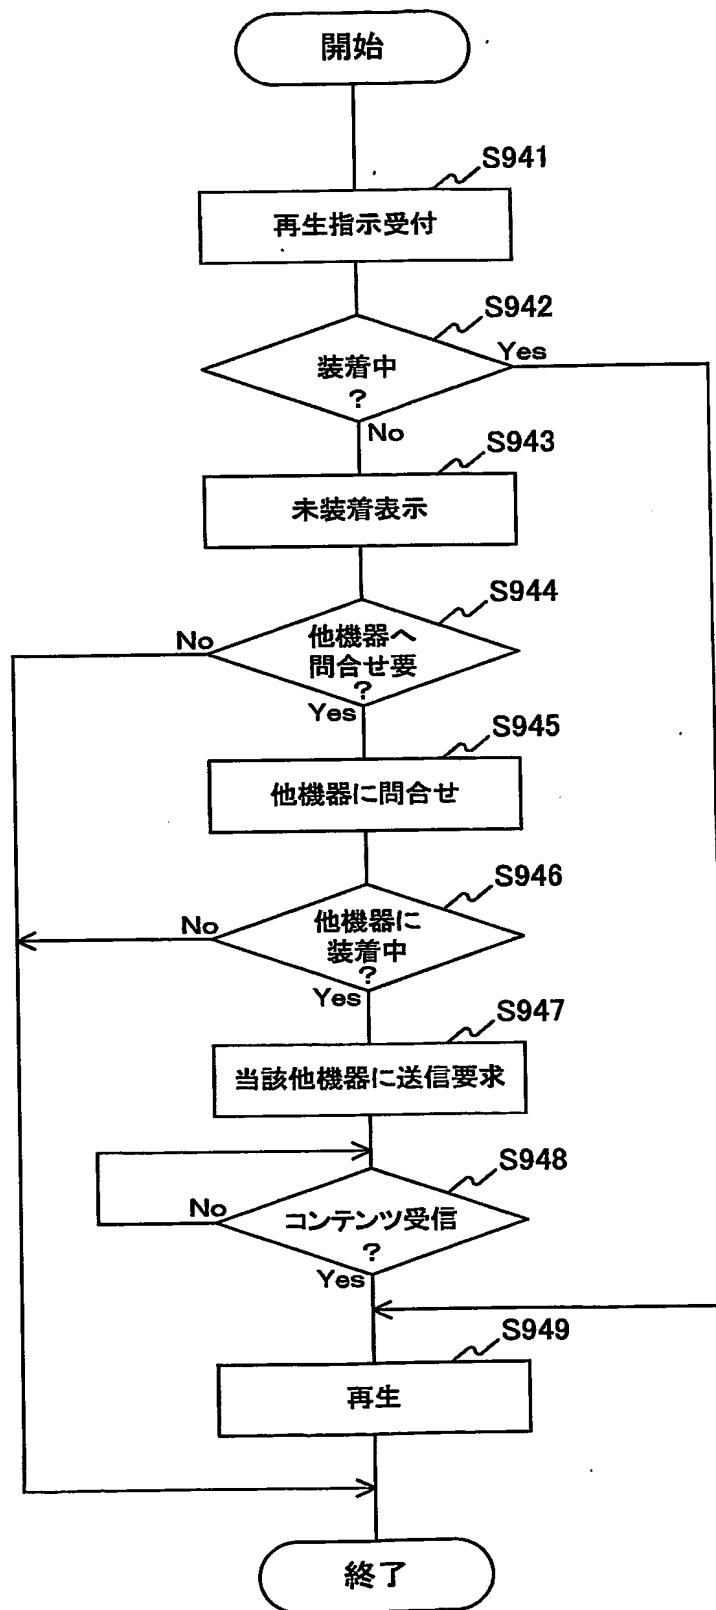 開始
S941
再生指示受付
S942
装着中
?
Yes
No
S943
未装着表示
S944
他機器へ
問合せ要
?
No
Yes
S945
他機器に問合せ
S946
他機器に
装着中
?
No
Yes
S947
当該他機器に送信要求
S948
コンテンツ受信
?
No
Yes
S949
再生
終了